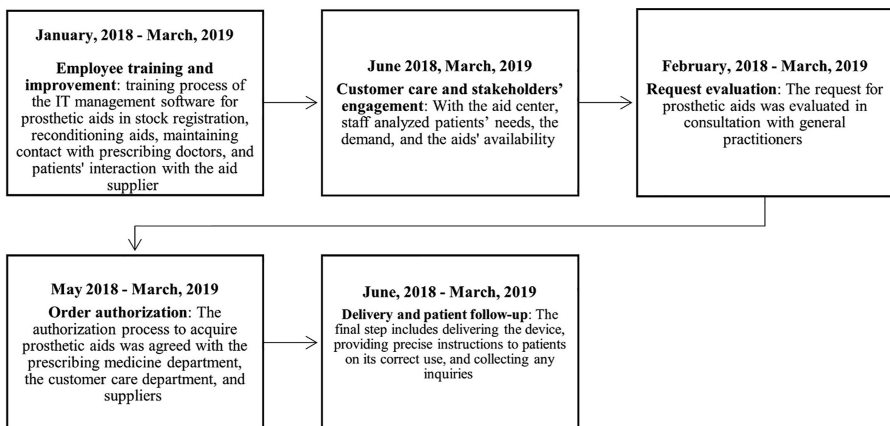 January, 2018 - March, 2019
Employee training and
improvement: training process of
the IT management software for
prosthetic aids in stock registration,
reconditioning aids, maintaining
contact with prescribing doctors, and
patients' interaction with the aid
supplier
June 2018, March, 2019
Customer care and stakeholders’
engagement: With the aid center,
staff analyzed patients’ needs, the
demand, and the aids' availability
February, 2018 - March, 2019
Request evaluation: The request for
prosthetic aids was evaluated in
consultation with general
practitioners
May 2018 - March, 2019
Order authorization: The
authorization process to acquire
prosthetic aids was agreed with the
prescribing medicine department,
the customer care department, and
suppliers
June, 2018 - March, 2019
Delivery and patient follow-up: The
final step includes delivering the device,
providing precise instructions to patients
on its correct use, and collecting any
inquiries